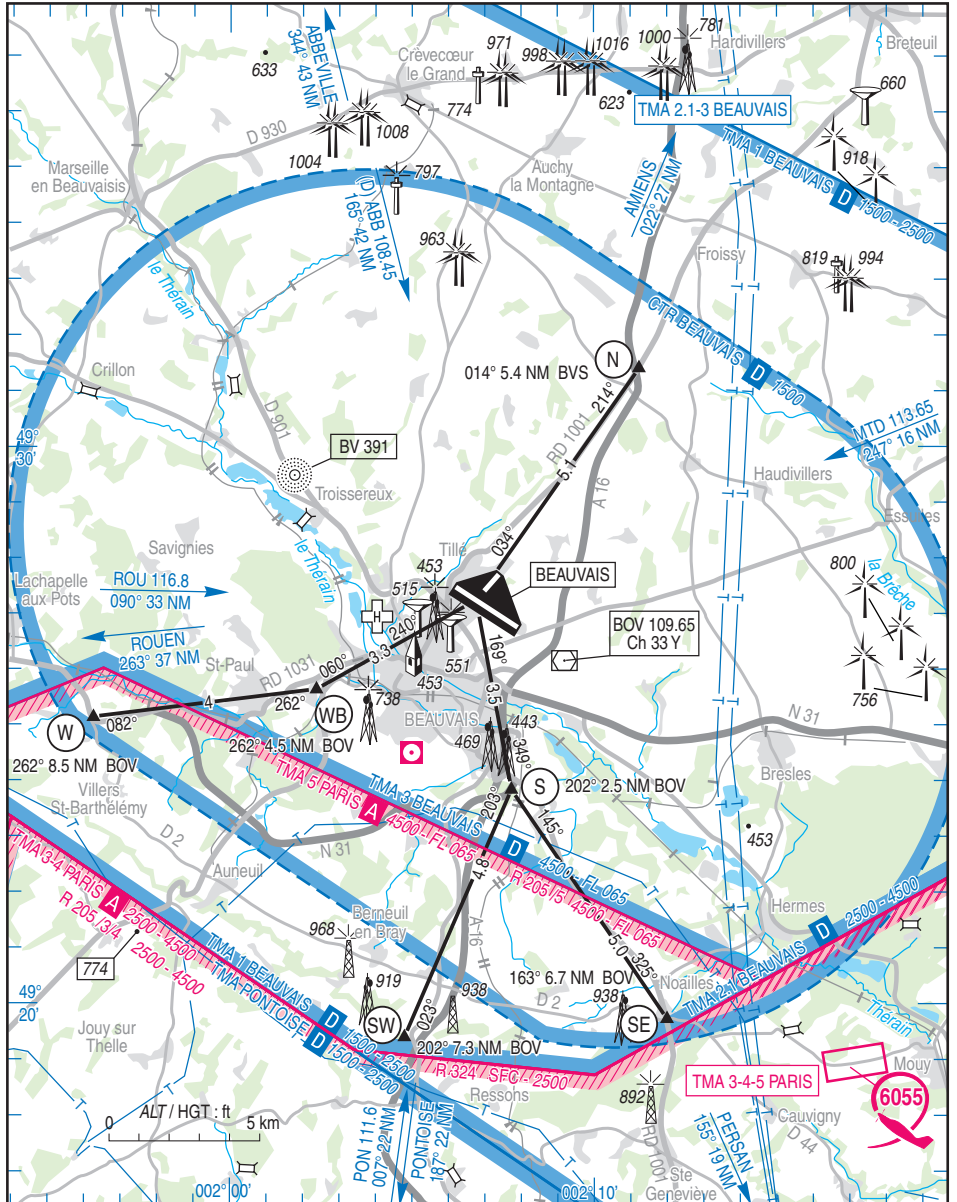 ABBEVILLE
344° 43 NM
633
Crèvecœur
le Grand
971
998
1016
1000
781
Hardivillers
Breteuil
660
774
623
TMA 2.1-3 BEAUVAIS
D 930
1008
1004
Marseille
en Beauvaisis
797
Auchy
la Montagne
AMIENS
022° 27 NM
TMA 1 BEAUVAIS D 1500 - 2500
918
(D) ABB 108.45
165° 42 NM
963
Froissy
819
994
le Thérain
CTR BEAUVAIS D 1500
Crillon
N
014° 5.4 NM BVS
214°
D 901
RD 1001
5.1
A 16
MTD 113.65
247° 16 NM
49°
30'
BV 391
Troissereux
Haudivillers
Essuiles
Savignies
le Thérain
Tillé
034°
453
BEAUVAIS
800
la Brêche
Lachapelle
aux Pots
ROU 116.8
090° 33 NM
515
H
240°
BOV 109.65
Ch 33 Y
ROUEN
263° 37 NM
St-Paul
RD 1031
060°
3.3
551
453
169°
3.5
756
4
262°
738
WB
W
082°
BEAUVAIS
443
469
349°
N 31
262° 4.5 NM BOV
262° 8.5 NM BOV
Villers
St-Barthélémy
TMA 5 PARIS A 4500 - FL 065
TMA 3 BEAUVAIS D 4500 - FL 065
R 205 /5 4500 - FL 065
S
202° 2.5 NM BOV
203°
145°
Bresles
453
D 2
N 31
Auneuil
4.8
TMA 3-4 PARIS A 2500 - 4500
R 205 /3/4 2500 - 4500
Berneuil
en Bray
A 16
Hermes
968
5.0
774
TMA 1 BEAUVAIS D 1500 - 2500
TMA PONTOISE D 1500 - 2500
163° 6.7 NM BOV
325°
Noailles
TMA 2.1 BEAUVAIS D 2500 - 4500
49°
20'
919
938
D 2
938
SE
SW
023°
202° 7.3 NM BOV
Thérain
Jouy sur
Thelle
R 324 - SFC - 2500
Ressons
892
TMA 3-4-5 PARIS
Mouy
6055
ALT / HGT : ft
0
5 km
PON 111.6
007° 22 NM
PONTOISE
187° 22 NM
RD 1001
PERSAN
155° 19 NM
Cauvigny
D 44
002° 00'
002° 10'
Ste
Geneviève